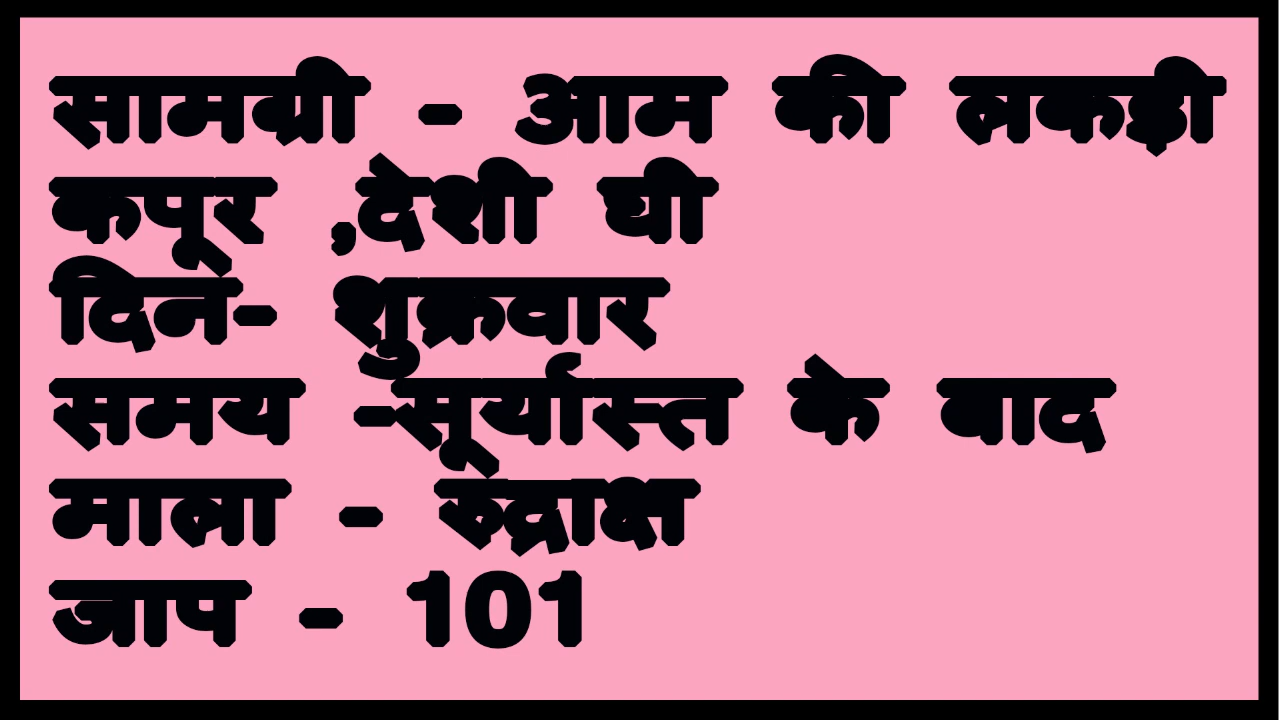 सामग्री - आम की लकड़ी
कपूर ,देशी घी
दिन- शुक्रवार
समय -सूर्यास्त के बाद
माला - रुद्राक्ष
जाप - 101